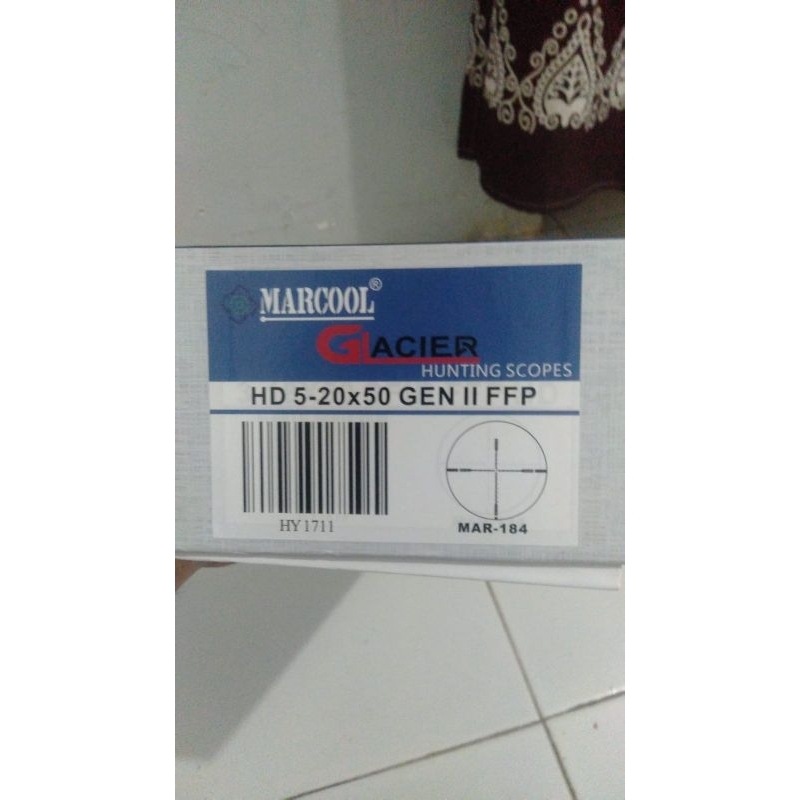 MARCOOL®
GLACIER
HUNTING SCOPES
HD 5-20x50 GEN II FFP
HY1711
MAR-184